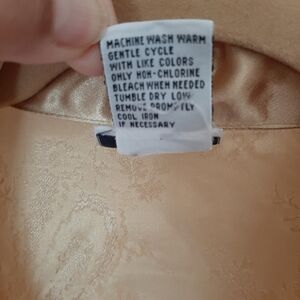 MACHINE WASH WARM
GENTLE CYCLE
WITH LIKE COLORS
ONLY NON-CHLORINE
BLEACH WHEN NEEDED
TUMBLE DRY LOW
REMOVE PROMPTLY
COOL IRON
IF NECESSARY